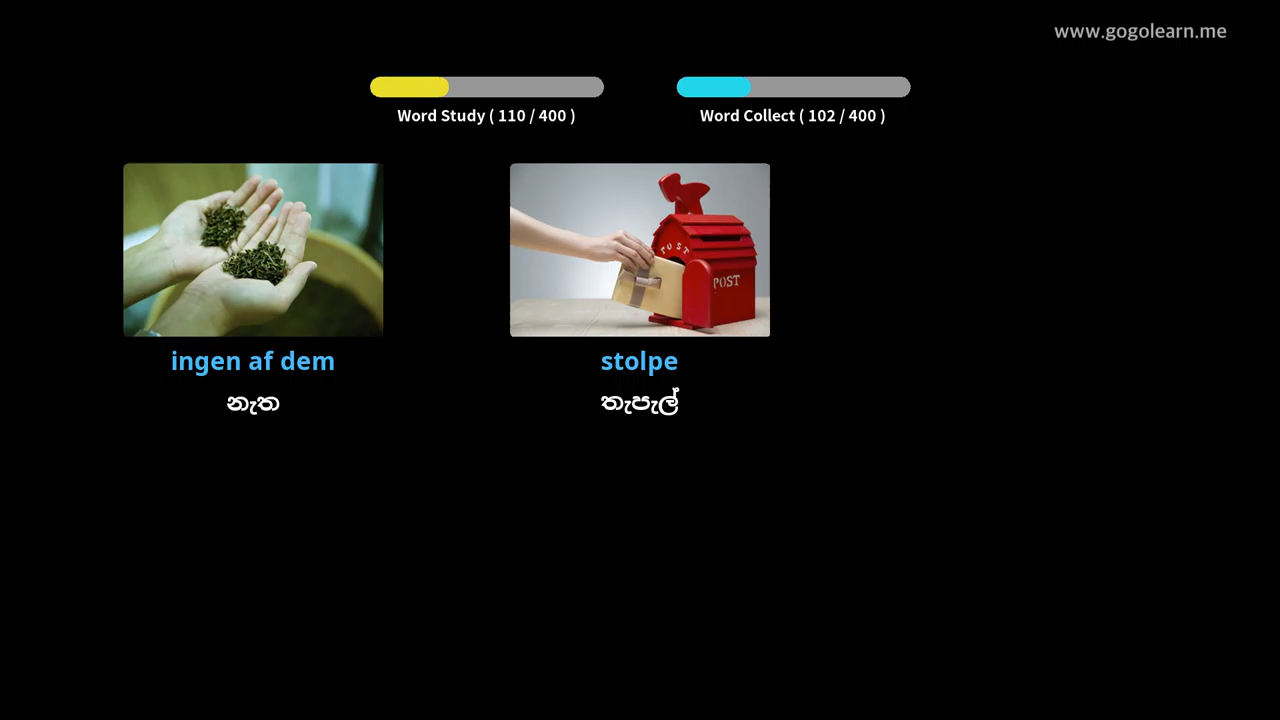 www.gogolearn.me
Word Study ( 110 / 400 )
Word Collect ( 102 / 400 )
POST
POST
ingen af dem
නැත
stolpe
තැපැල්